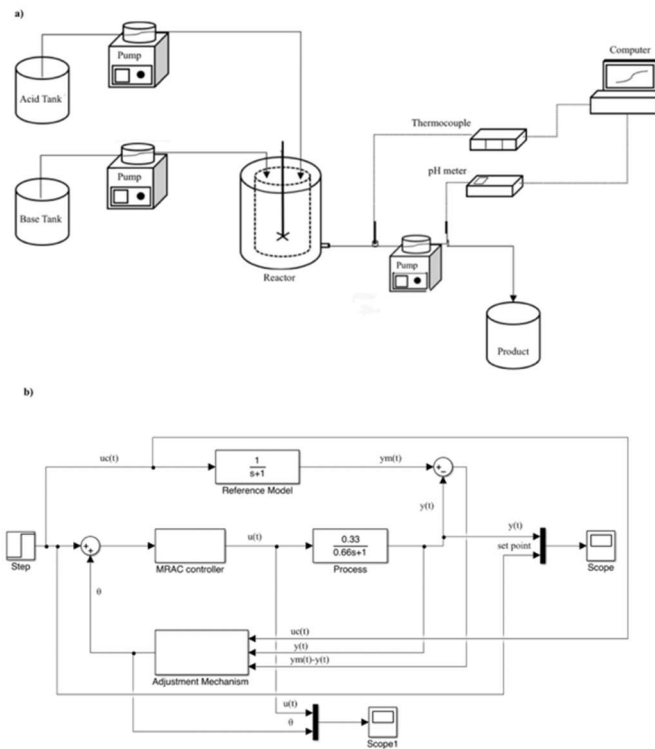 a)
Pump
Acid Tank
Computer
Thermocouple
pH meter
Pump
Base Tank
Pump
Reactor
Product
b)
uc(t)
1
s+1
Reference Model
ym(t)
+
-
y(t)
Step
+
+
MRAC controller
u(t)
0.33
0.66s+1
Process
y(t)
set point
Scope
θ
uc(t)
y(t)
ym(t)-y(t)
Adjustment Mechanism
u(t)
θ
Scope1